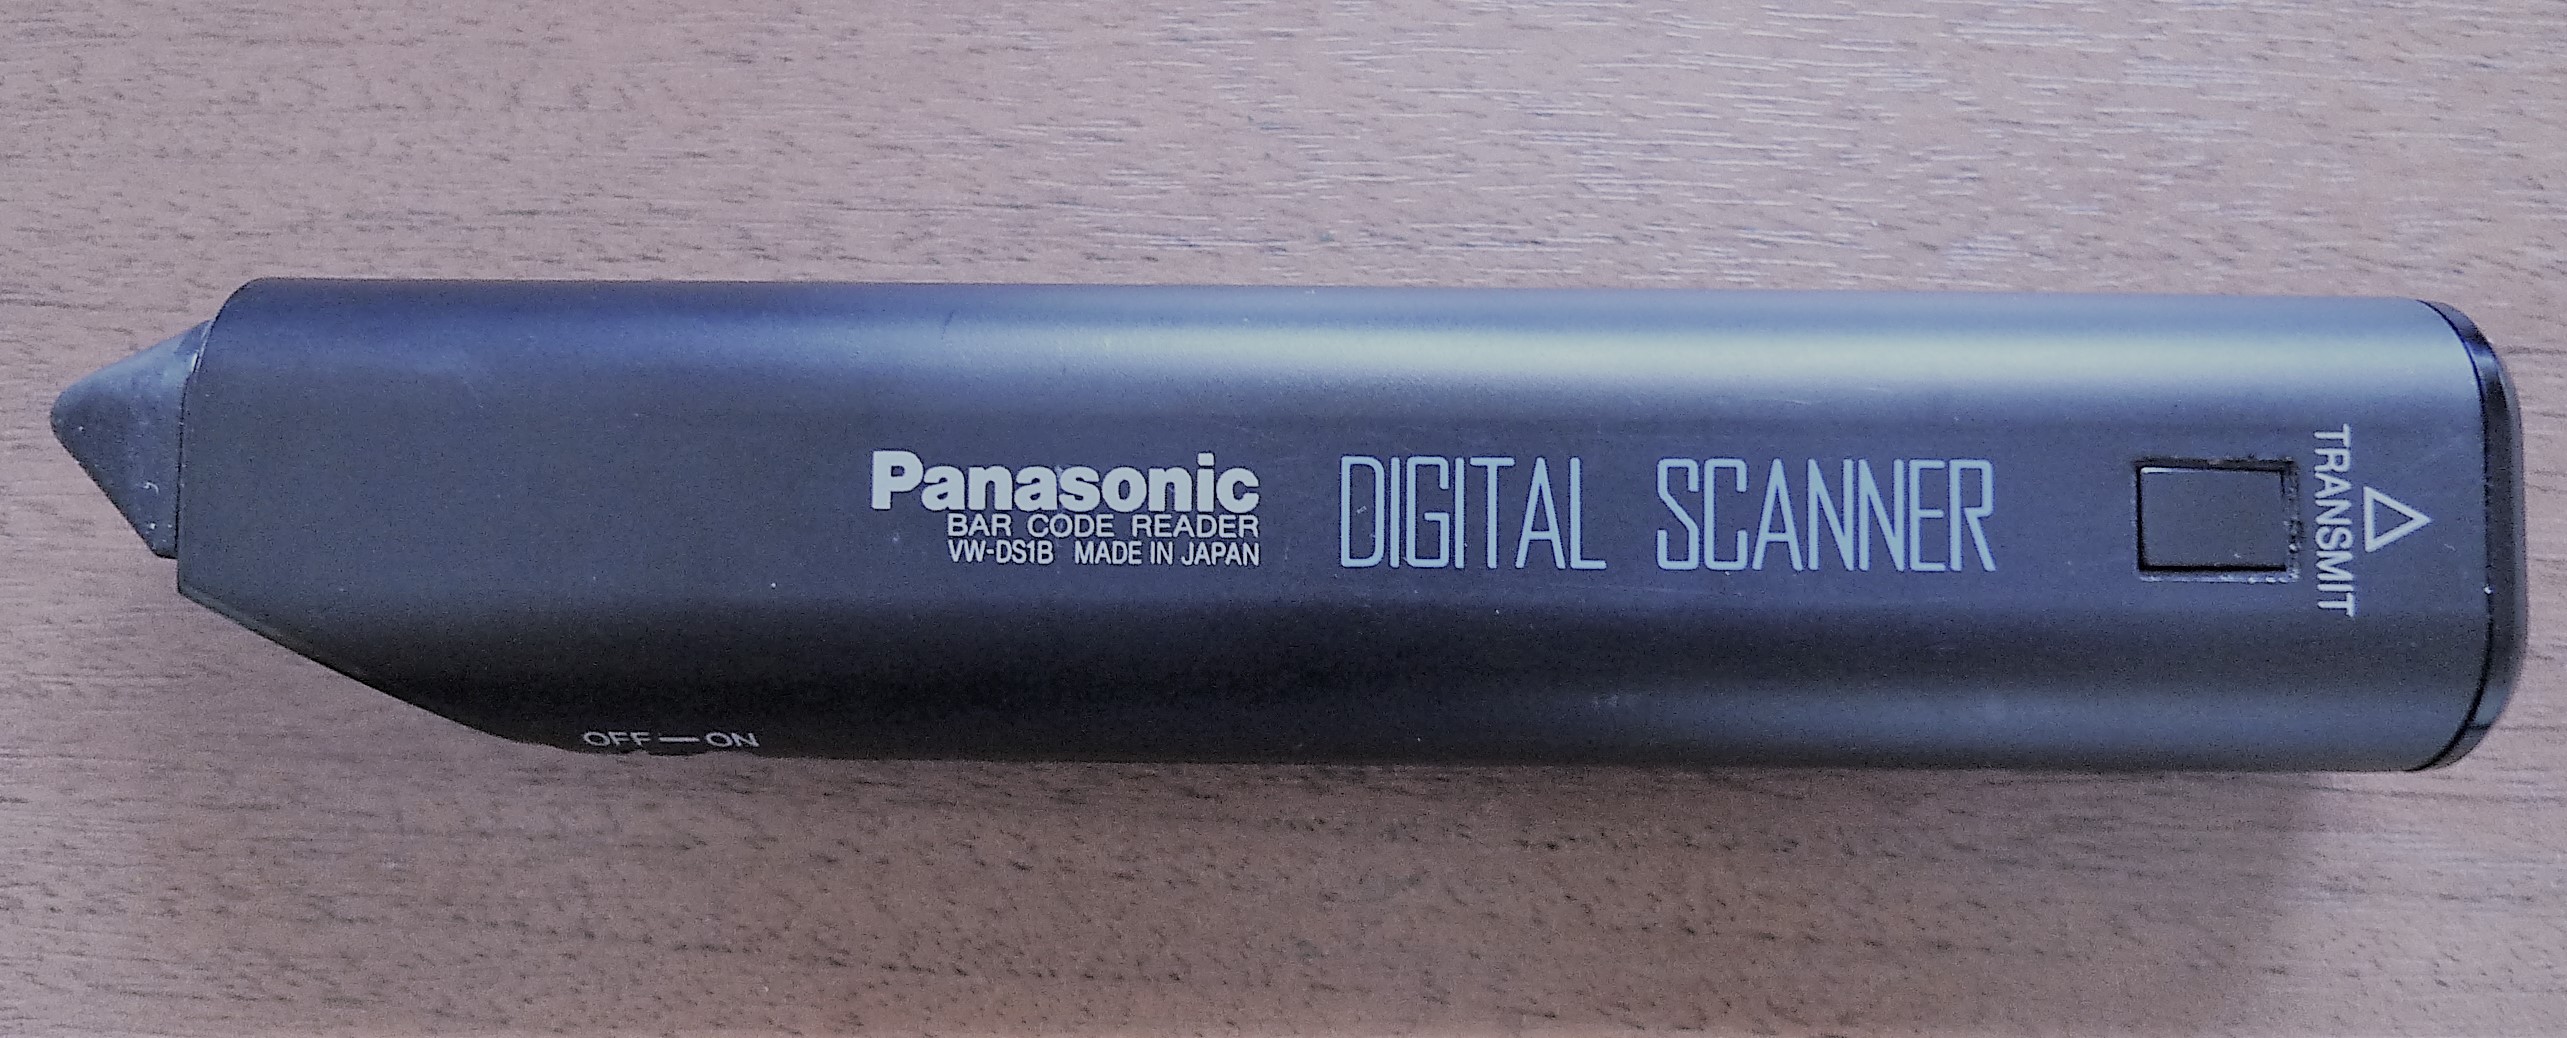 Panasonic
BAR CODE READER
VW-DS1B MADE IN JAPAN
DIGITAL SCANNER
TRANSMIT
OFF—ON